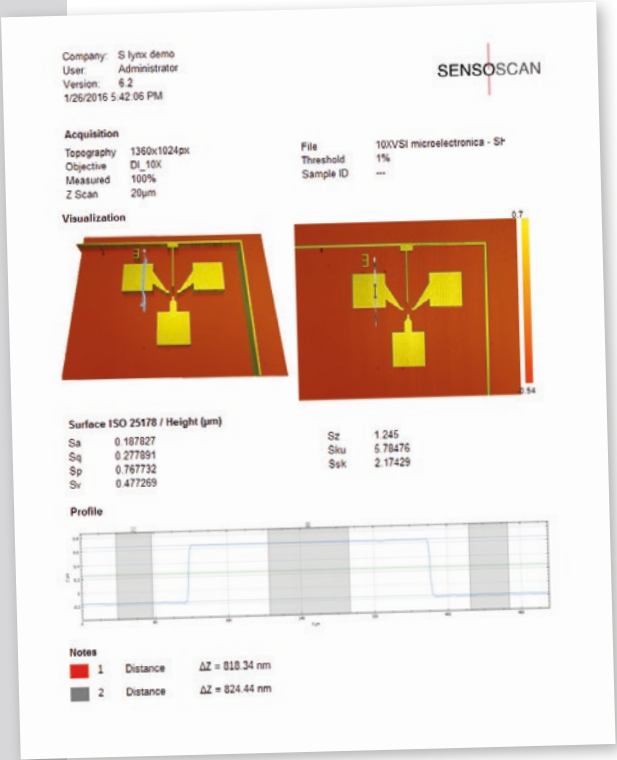 Company: S lynx demo
User: Administrator
Version: 6.2
1/26/2016 5:42:06 PM
SENSOSCAN
Acquisition
Topography 1360x1024px
Objective DI_10X
Measured 100%
Z Scan 20µm
File 10XVSI microelectronica -
Threshold 1%
Sample ID ---
Visualization
0.7
0.54
Surface ISO 25178 / Height (µm)
Sa 0.187827
Sq 0.277891
Sp 0.767732
Sv 0.477269
Sz 1.245
Sku 5.78476
Ssk 2.17429
Profile
Notes
1 Distance ΔZ = 818.34 nm
2 Distance ΔZ = 824.44 nm